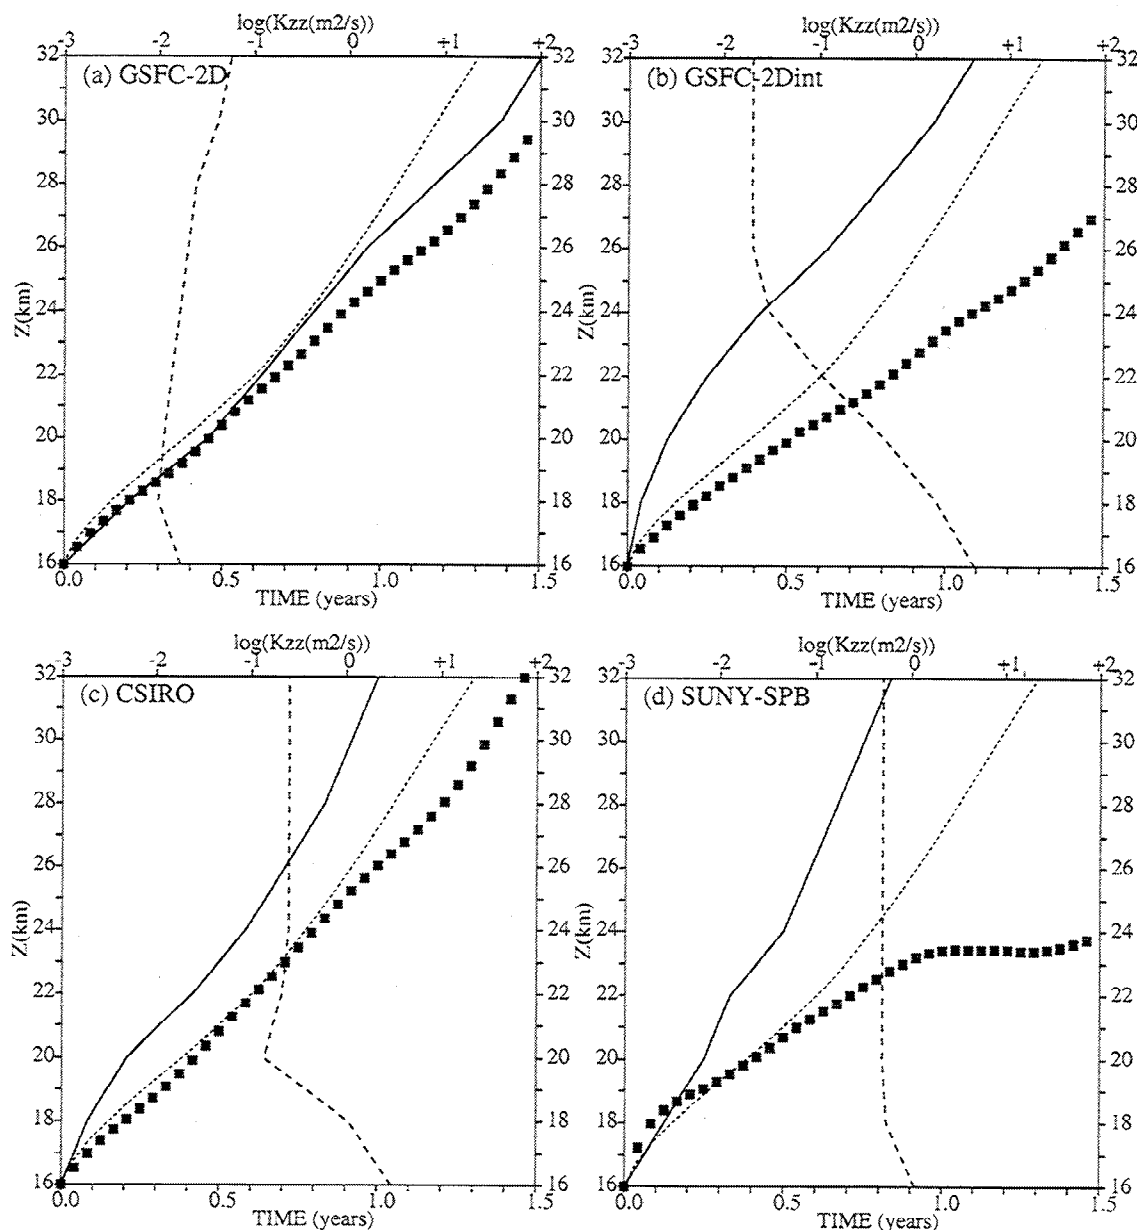 log(Kzz(m2/s))
-3 -2 -1 0 +1 +2
log(Kzz(m2/s))
-3 -2 -1 0 +1 +2
(a) GSFC-2D
(b) GSFC-2Dint
32 30 28 26 24 22 20 18 16
Z(km)
32 30 28 26 24 22 20 18 16
32 30 28 26 24 22 20 18 16
Z(km)
32 30 28 26 24 22 20 18 16
0.0 0.5 1.0 1.5
TIME (years)
0.0 0.5 1.0 1.5
TIME (years)
log(Kzz(m2/s))
-3 -2 -1 0 +1 +2
log(Kzz(m2/s))
-3 -2 -1 0 +1 +2
(c) CSIRO
(d) SUNY-SPB
32 30 28 26 24 22 20 18 16
Z(km)
32 30 28 26 24 22 20 18 16
32 30 28 26 24 22 20 18 16
Z(km)
32 30 28 26 24 22 20 18 16
0.0 0.5 1.0 1.5
TIME (years)
0.0 0.5 1.0 1.5
TIME (years)